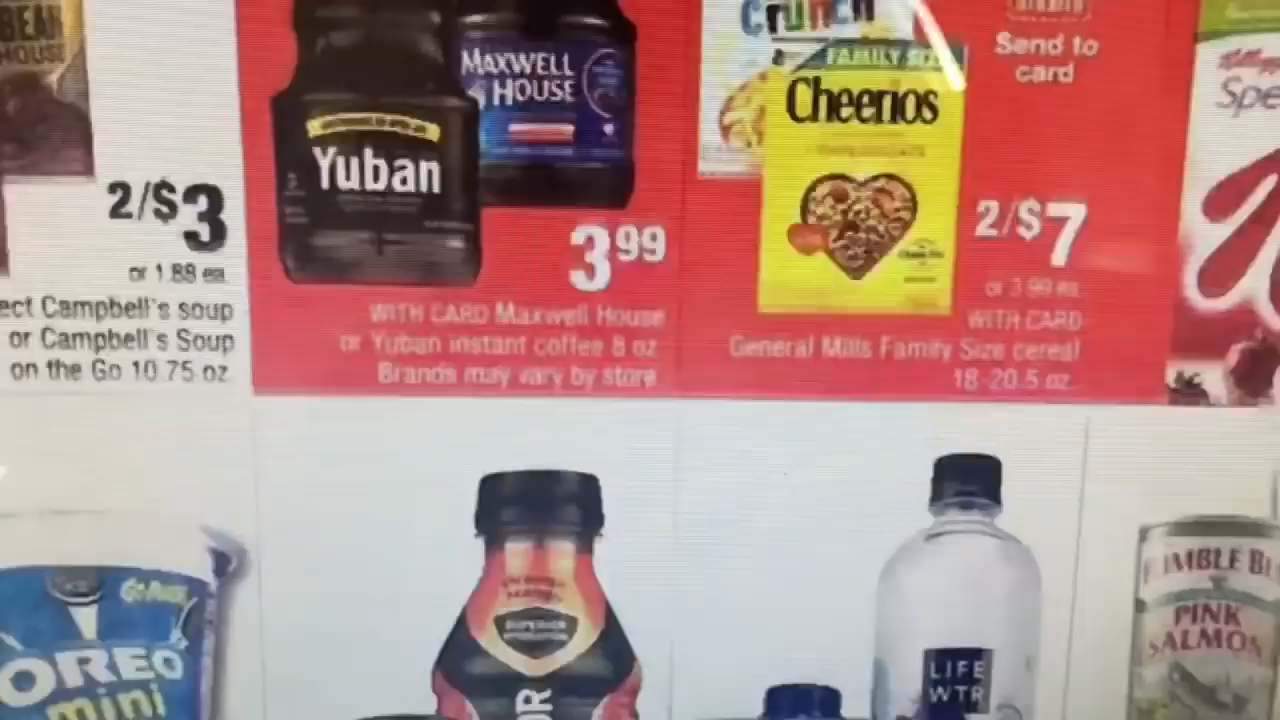 BEAN
HOUSE
2/$3
or 1.88 ea.
ect Campbell's soup
or Campbell's Soup
on the Go 10.75 oz.
Yuban
MAXWELL
HOUSE
3.99
WITH CARD Maxwell House
or Yuban instant coffee 8 oz
Brands may vary by store
Crunch
FAMILY SIZE
Cheerios
Send to
card
2/$7
or 3.99 ea.
WITH CARD
General Mills Family Size cereal
18-20.5 oz.
Spe
OREO
mini
Go-Paks
SUPERIOR
OR
LIFE
WTR
UMBLE BE
PINK
SALMON